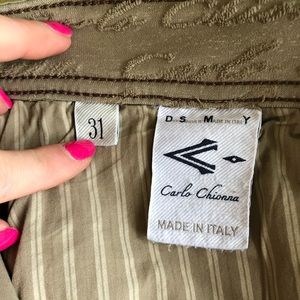 31
D S M Y
Carlo Chionna
MADE IN ITALY